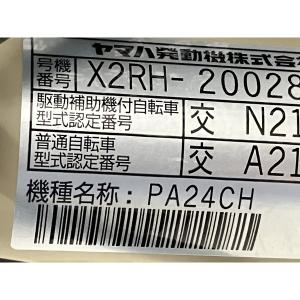 ヤマハ発動機株式会
号機番号 X2RH-20028
駆動補助機付自転車
型式認定番号 交 N21
普通自転車
型式認定番号 交 A21
機種名称: PA24CH